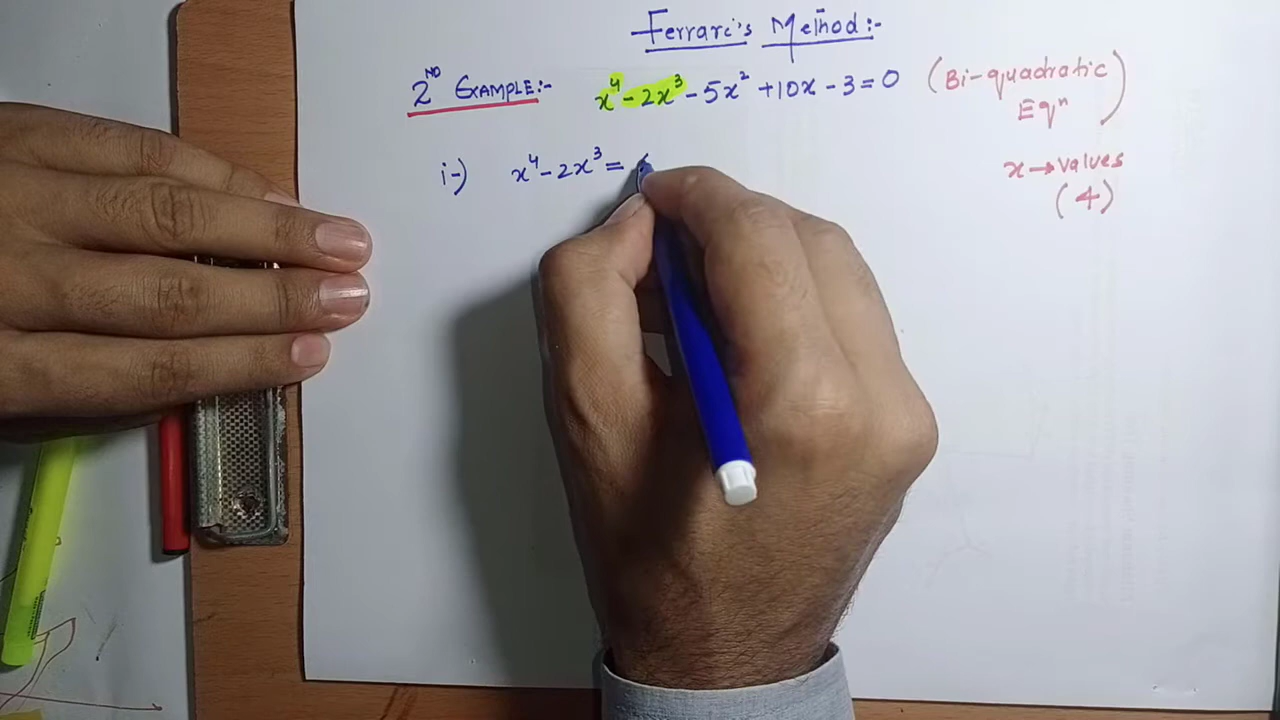 Ferrari's Method:-
2ND EXAMPLE:- x⁴ - 2x³ - 5x² + 10x - 3 = 0 (Bi-quadratic Eqⁿ)
i-) x⁴ - 2x³ =
x → values
(4)